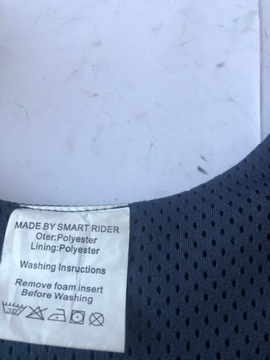 MADE BY SMART RIDER
Oter:Polyester
Lining:Polyester
Washing Insructions
Remove foam insert
Before Washing